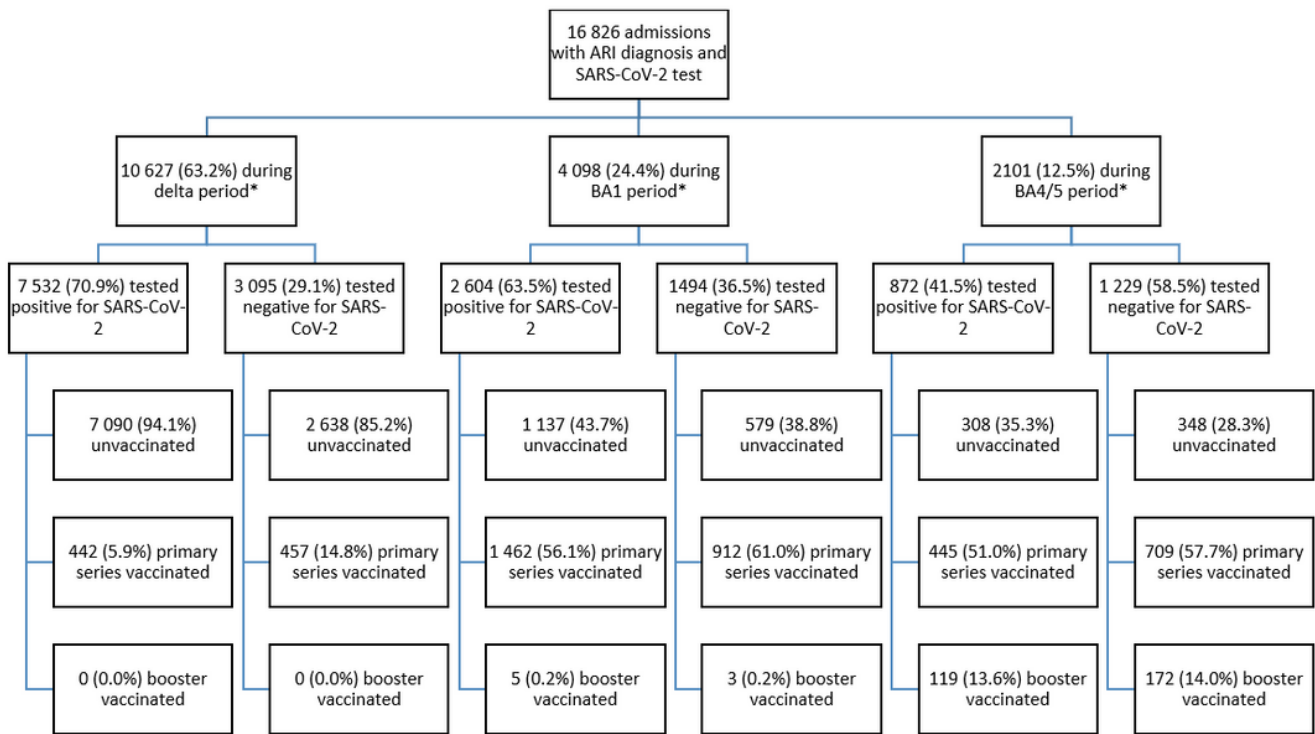 16 826 admissions
with ARI diagnosis and
SARS-CoV-2 test
10 627 (63.2%) during
delta period*
4 098 (24.4%) during
BA1 period*
2101 (12.5%) during
BA4/5 period*
7 532 (70.9%) tested
positive for SARS-CoV-
2
3 095 (29.1%) tested
negative for SARS-
CoV-2
2 604 (63.5%) tested
positive for SARS-CoV-
2
1494 (36.5%) tested
negative for SARS-
CoV-2
872 (41.5%) tested
positive for SARS-CoV-
2
1 229 (58.5%) tested
negative for SARS-
CoV-2
7 090 (94.1%)
unvaccinated
2 638 (85.2%)
unvaccinated
1 137 (43.7%)
unvaccinated
579 (38.8%)
unvaccinated
308 (35.3%)
unvaccinated
348 (28.3%)
unvaccinated
442 (5.9%) primary
series vaccinated
457 (14.8%) primary
series vaccinated
1 462 (56.1%) primary
series vaccinated
912 (61.0%) primary
series vaccinated
445 (51.0%) primary
series vaccinated
709 (57.7%) primary
series vaccinated
0 (0.0%) booster
vaccinated
0 (0.0%) booster
vaccinated
5 (0.2%) booster
vaccinated
3 (0.2%) booster
vaccinated
119 (13.6%) booster
vaccinated
172 (14.0%) booster
vaccinated